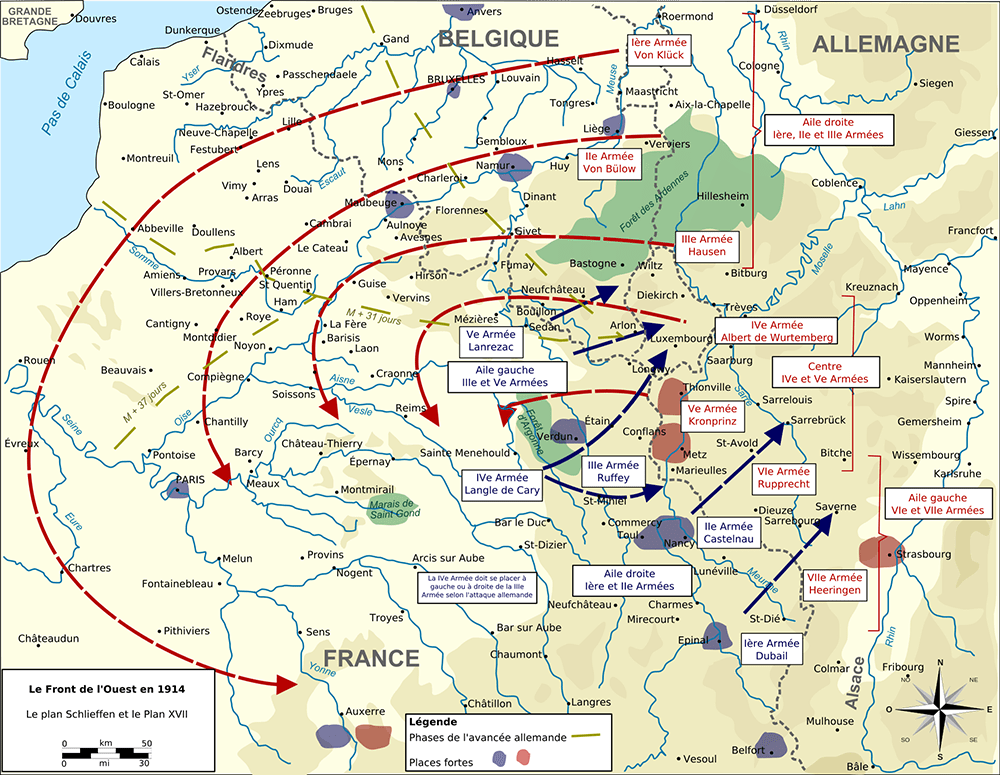 GRANDE
BRETAGNE
Douvres
Ostende
Zeebruges
Bruges
Anvers
Roermond
Düsseldorf
Dunkerque
Dixmude
Gand
BELGIQUE
Rhin
ALLEMAGNE
Pas de Calais
Calais
Flandres
Yser
Passchendaele
BRUXELLES
Louvain
Hasselt
Ière Armée
Von Klück
Cologne
Siegen
Boulogne
St-Omer
Ypres
Hazebrouck
Meuse
Maastricht
Tongres
Aix-la-Chapelle
Lille
Neuve-Chapelle
Festubert
Liège
Aile droite
Ière, IIe et IIIe Armées
Giessen
Montreuil
Lens
Mons
Gembloux
Verviers
Namur
Huy
IIe Armée
Von Bülow
Escaut
Charleroi
Vimy
Douai
Arras
Coblence
Hillesheim
Forêt des Ardennes
Maubeuge
Dinant
Lahn
Florennes
Abbeville
Doullens
Cambrai
Aulnoye
Avesnes
Givet
Francfort
Albert
Le Cateau
IIIe Armée
Hausen
Moselle
Somme
Amiens
Provars
Péronne
Hirson
Fumay
Bastogne
Wiltz
Bitburg
Mayence
St Quentin
Guise
Villers-Bretonneux
Ham
Vervins
Neufchâteau
Diekirch
Kreuznach
Oppenheim
Trèves
Bouillon
Mézières
Sedan
Arlon
Luxembourg
Roye
M + 31 jours
La Fère
Cantigny
Montdidier
Barisis
Noyon
Laon
Ve Armée
Lanrezac
IVe Armée
Albert de Wurtemberg
Worms
Rouen
Beauvais
Compiègne
Aisne
Craonne
Aile gauche
IIIe et Ve Armées
Saarburg
Centre
IVe et Ve Armées
Mannheim
Kaiserslautern
M + 37 jours
Soissons
Vesle
Reims
Thionville
Sarre
Sarrelouis
Spire
Seine
Oise
Chantilly
Ourcq
Forêt
d'Argonne
Étain
Ve Armée
Kronprinz
Sarrebrück
Gemersheim
Évreux
Château-Thierry
Verdun
Conflans
Pontoise
Barcy
Épernay
Sainte Menehould
Metz
St-Avold
Bitche
Wissembourg
Karlsruhe
PARIS
Meaux
Montmirail
Marais de
Saint Gond
IVe Armée
Langle de Cary
IIIe Armée
Ruffey
Marieulles
VIe Armée
Rupprecht
Aile gauche
VIe et VIIe Armées
St-Mihiel
Eure
Bar le Duc
Commercy
Toul
Nancy
IIe Armée
Castelnau
Dieuze
Sarrebourg
Saverne
St-Dizier
Strasbourg
Chartres
Melun
Provins
Arcis sur Aube
Nogent
Fontainebleau
La IVe Armée doit se placer à
gauche ou à droite de la IIIe
Armée selon l'attaque allemande
Aile droite
Ière et IIe Armées
Lunéville
Meurthe
VIIe Armée
Heeringen
Neufchâteau
Charmes
Mirecourt
St-Dié
Troyes
Châteaudun
Pithiviers
Sens
Bar sur Aube
Chaumont
Epinal
Ière Armée
Dubail
Rhin
FRANCE
Yonne
Colmar
Fribourg
Alsace
Le Front de l'Ouest en 1914
Le plan Schlieffen et le Plan XVII
0 km 50
0 mi 30
Auxerre
Châtillon
Langres
Mulhouse
Belfort
Vesoul
Bâle
Légende
Phases de l'avancée allemande
Places fortes
N
NO
NE
O
E
SO
SE
S